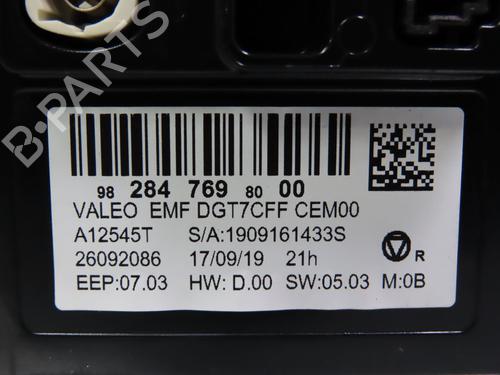 B-PARTS
98 284 769 80 00
VALEO EMF DGT7CFF CEM00
A12545T S/A:1909161433S
26092086 17/09/19 21h
R
EEP:07.03 HW: D.00 SW:05.03 M:0B